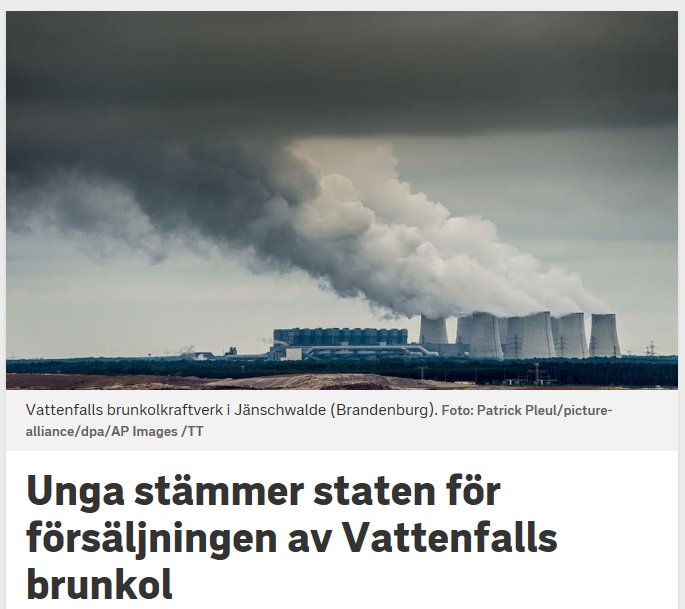 Vattenfalls brunkolkraftverk i Jänschwalde (Brandenburg). Foto: Patrick Pleul/picture-
alliance/dpa/AP Images /TT
Unga stämmer staten för
försäljningen av Vattenfalls
brunkol